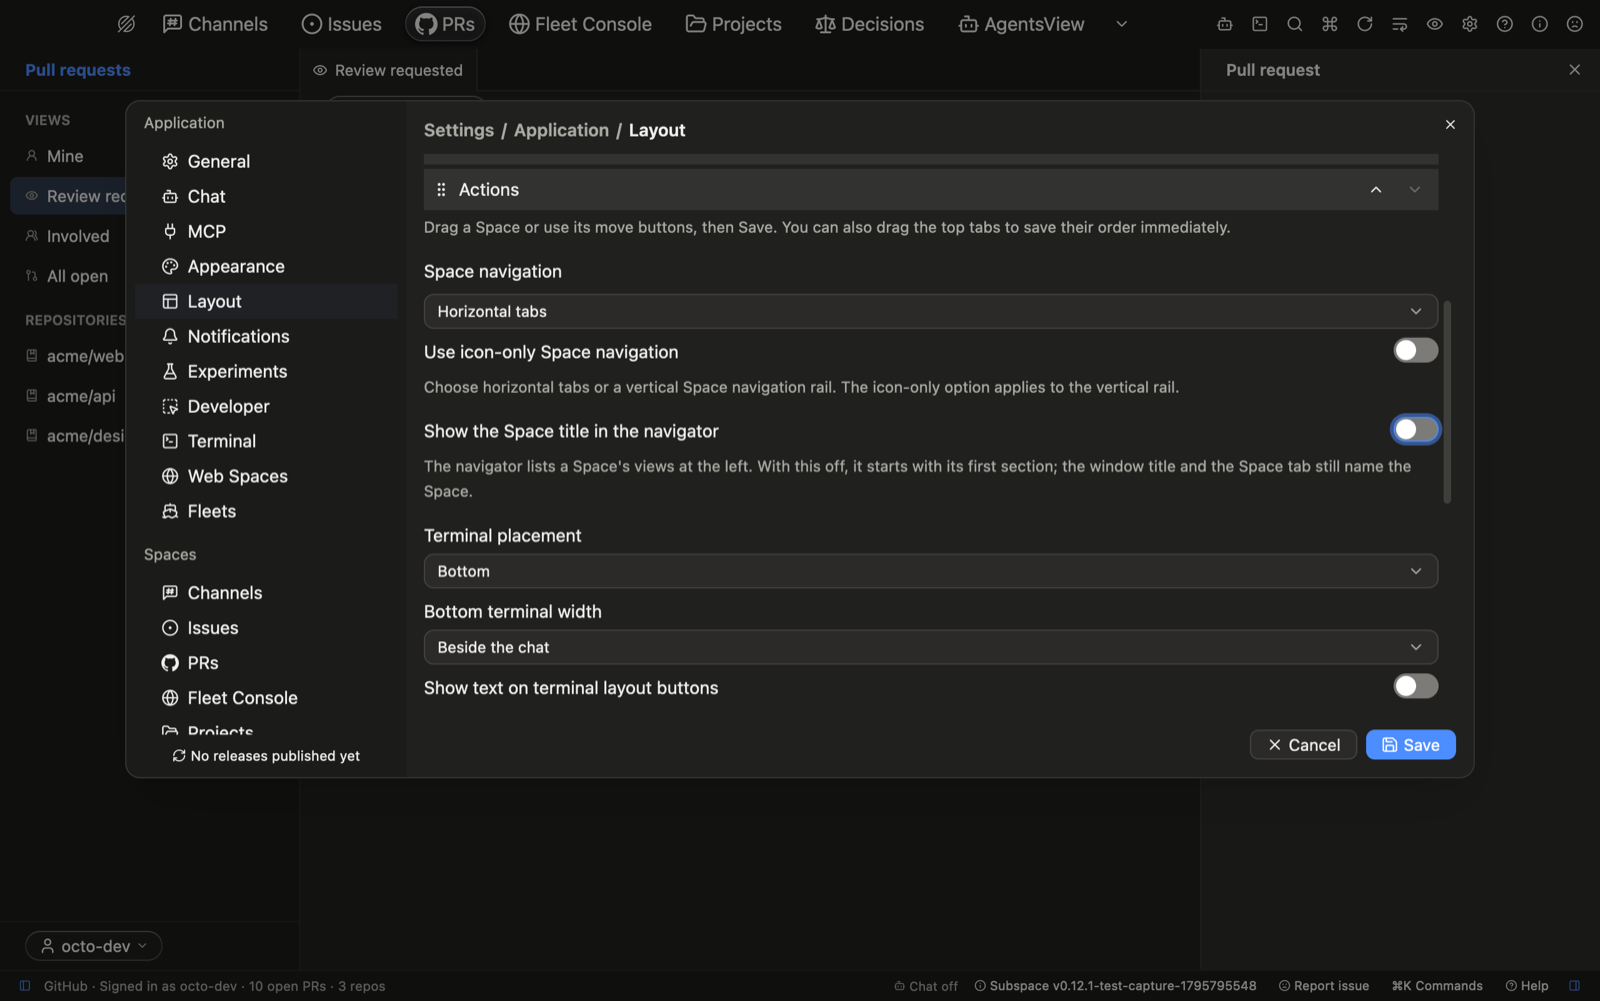 Channels
Issues
PRs
Fleet Console
Projects
Decisions
AgentsView
Pull requests
Review requested
Pull request
VIEWS
Mine
Review rec
Involved
All open
REPOSITORIES
acme/web
acme/api
acme/desi
Application
General
Chat
MCP
Appearance
Layout
Notifications
Experiments
Developer
Terminal
Web Spaces
Fleets
Spaces
Channels
Issues
PRs
Fleet Console
Projects
No releases published yet
Settings / Application / Layout
Actions
Drag a Space or use its move buttons, then Save. You can also drag the top tabs to save their order immediately.
Space navigation
Horizontal tabs
Use icon-only Space navigation
Choose horizontal tabs or a vertical Space navigation rail. The icon-only option applies to the vertical rail.
Show the Space title in the navigator
The navigator lists a Space's views at the left. With this off, it starts with its first section; the window title and the Space tab still name the
Space.
Terminal placement
Bottom
Bottom terminal width
Beside the chat
Show text on terminal layout buttons
Cancel
Save
octo-dev
GitHub · Signed in as octo-dev · 10 open PRs · 3 repos
Chat off
Subspace v0.12.1-test-capture-1795795548
Report issue
⌘K Commands
Help